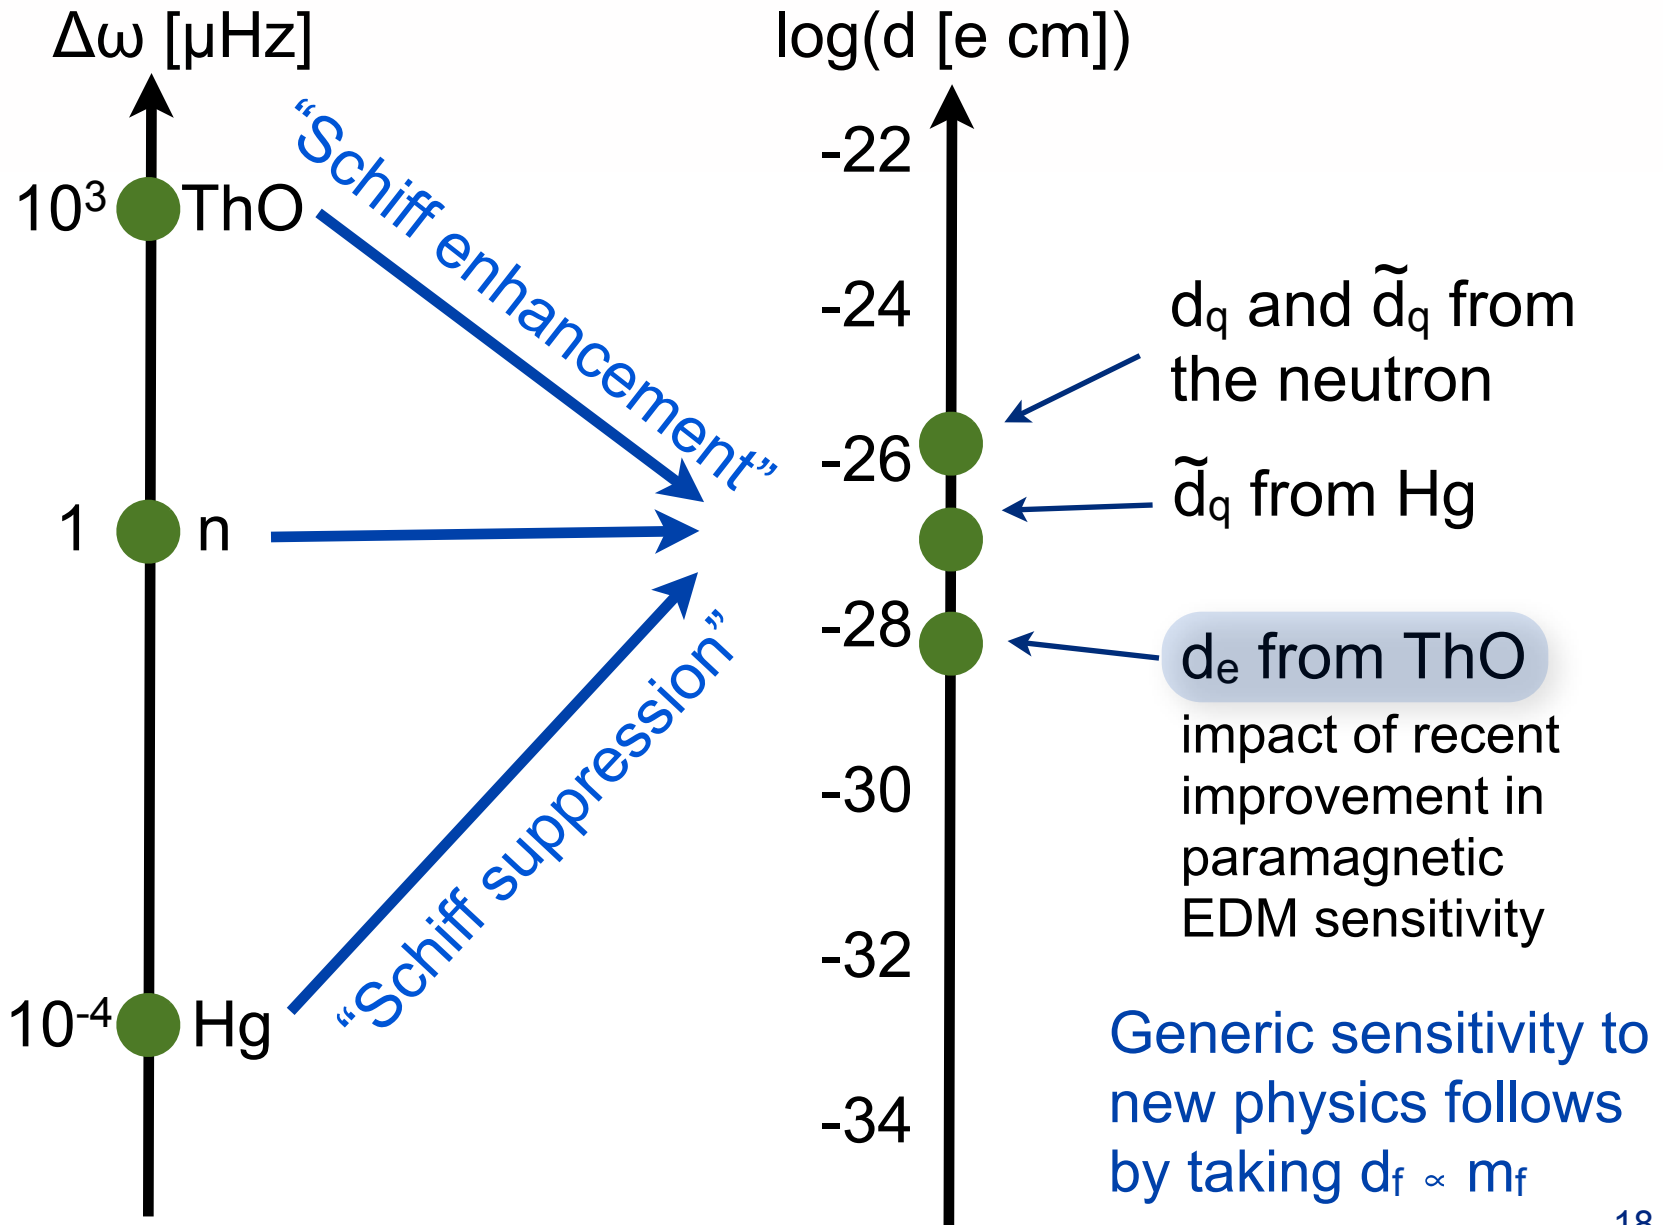 Δω [μHz]
10³ ThO
1 n
10⁻⁴ Hg
“Schiff enhancement”
“Schiff suppression”
log(d [e cm])
-22
-24
-26
-28
-30
-32
-34
d_q and d̃_q from
the neutron
d̃_q from Hg
d_e from ThO
impact of recent
improvement in
paramagnetic
EDM sensitivity
Generic sensitivity to
new physics follows
by taking d_f ∝ m_f
18